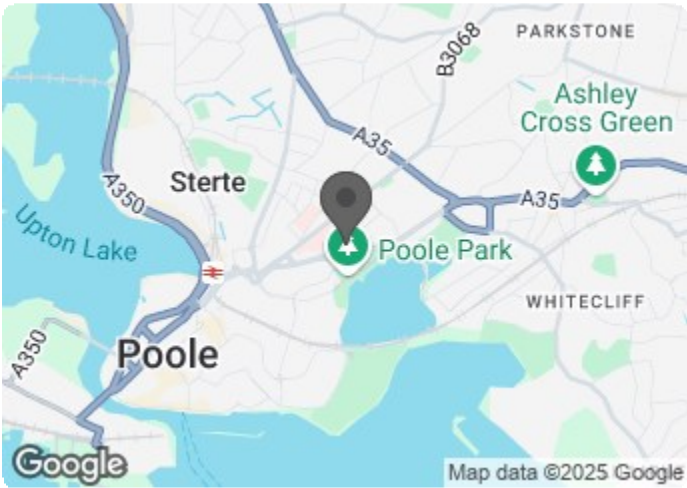 PARKSTONE
B3068
Ashley
Cross Green
A35
Sterte
A350
A35
Upton Lake
Poole Park
WHITECLIFF
A350
Poole
Google
Map data ©2025 Google